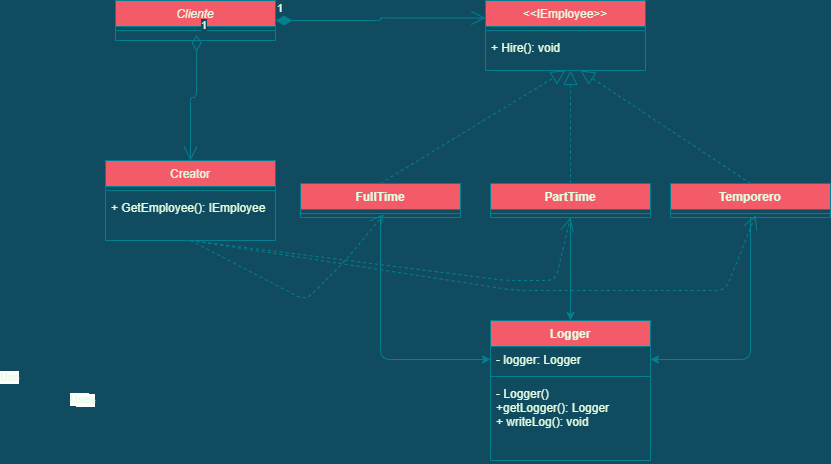 Cliente
1
1
<<IEmployee>>
+ Hire(): void
Creator
+ GetEmployee(): IEmployee
FullTime
PartTime
Temporero
Logger
- logger: Logger
- Logger()
+getLogger(): Logger
+ writeLog(): void